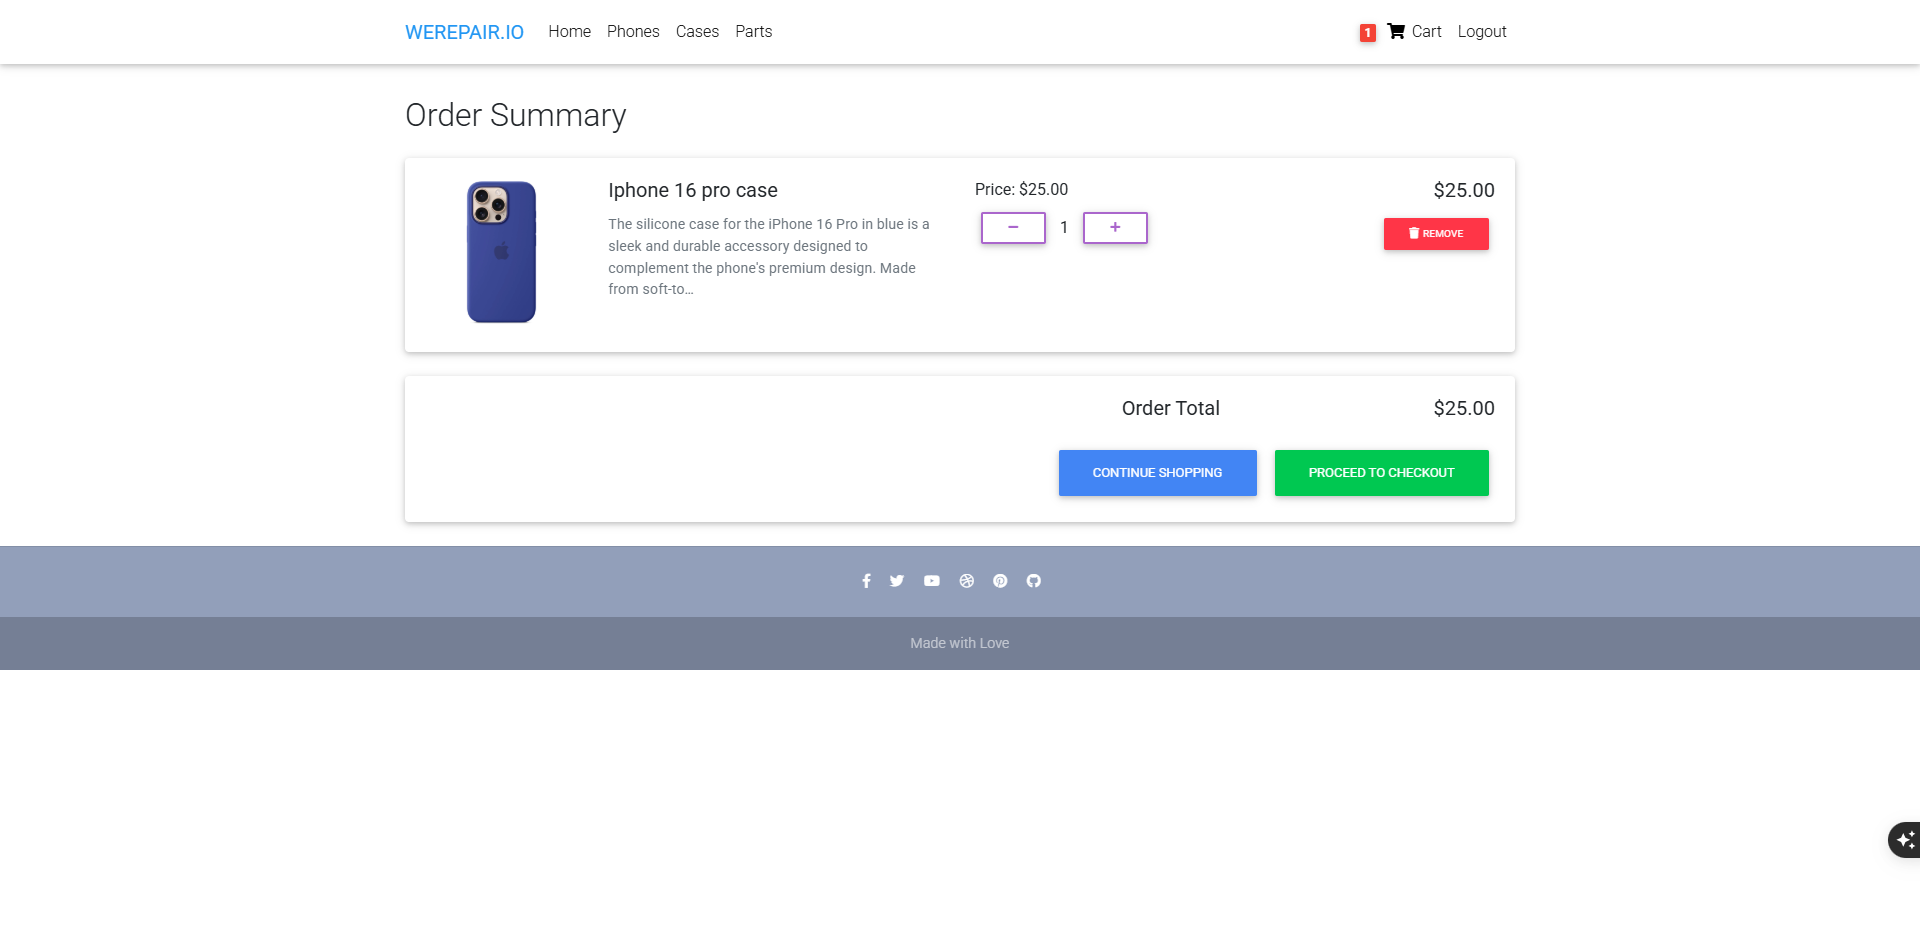 WEREPAIR.IO Home Phones Cases Parts 1 Cart Logout
Order Summary
Iphone 16 pro case
The silicone case for the iPhone 16 Pro in blue is a
sleek and durable accessory designed to
complement the phone's premium design. Made
from soft-to...
Price: $25.00
− 1 +
$25.00
REMOVE
Order Total $25.00
CONTINUE SHOPPING PROCEED TO CHECKOUT
Made with Love